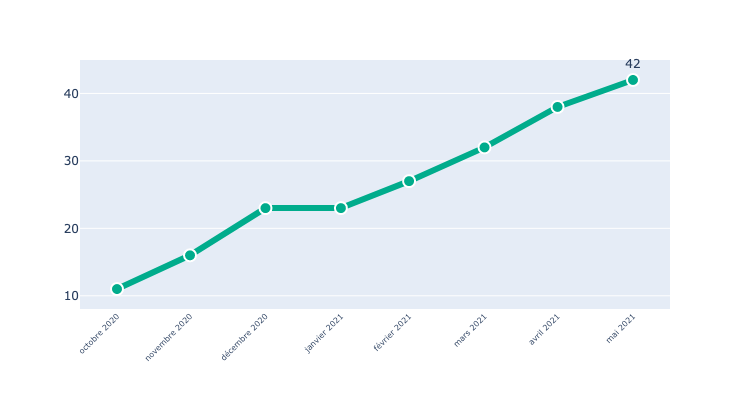 42
40
30
20
10
octobre 2020
novembre 2020
décembre 2020
janvier 2021
février 2021
mars 2021
avril 2021
mai 2021